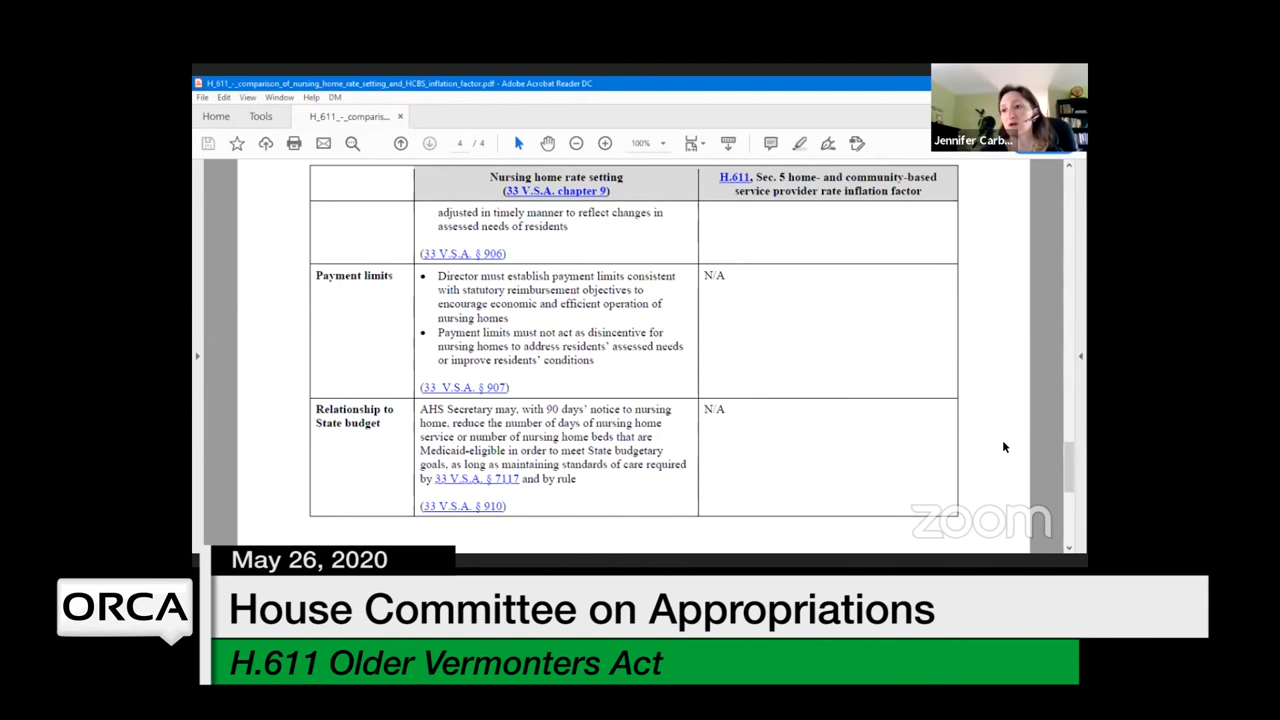 H_611_-_comparison_of_nursing_home_rate_setting_and_HCBS_inflation_factor.pdf - Adobe Acrobat Reader DC
File Edit View Window Help DM
Home Tools H_611_-_comparis... ×
4 / 4 100%
Jennifer Carb...
Nursing home rate setting
(33 V.S.A. chapter 9)
H.611, Sec. 5 home- and community-based
service provider rate inflation factor
adjusted in timely manner to reflect changes in
assessed needs of residents
(33 V.S.A. § 906)
Payment limits
• Director must establish payment limits consistent
with statutory reimbursement objectives to
encourage economic and efficient operation of
nursing homes
• Payment limits must not act as disincentive for
nursing homes to address residents' assessed needs
or improve residents' conditions
(33 V.S.A. § 907)
N/A
Relationship to
State budget
AHS Secretary may, with 90 days' notice to nursing
home, reduce the number of days of nursing home
service or number of nursing home beds that are
Medicaid-eligible in order to meet State budgetary
goals, as long as maintaining standards of care required
by 33 V.S.A. § 7117 and by rule
(33 V.S.A. § 910)
N/A
zoom
May 26, 2020
ORCA
House Committee on Appropriations
H.611 Older Vermonters Act